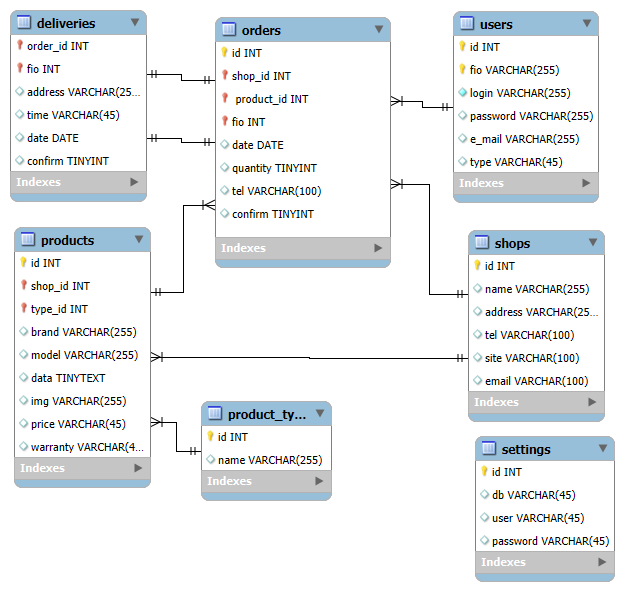 deliveries
order_id INT
fio INT
address VARCHAR(25...
time VARCHAR(45)
date DATE
confirm TINYINT
Indexes
orders
id INT
shop_id INT
product_id INT
fio INT
date DATE
quantity TINYINT
tel VARCHAR(100)
confirm TINYINT
Indexes
users
id INT
fio VARCHAR(255)
login VARCHAR(255)
password VARCHAR(255)
e_mail VARCHAR(255)
type VARCHAR(45)
Indexes
products
id INT
shop_id INT
type_id INT
brand VARCHAR(255)
model VARCHAR(255)
data TINYTEXT
img VARCHAR(255)
price VARCHAR(45)
warranty VARCHAR(4...
Indexes
shops
id INT
name VARCHAR(255)
address VARCHAR(25...
tel VARCHAR(100)
site VARCHAR(100)
email VARCHAR(100)
Indexes
product_ty...
id INT
name VARCHAR(255)
Indexes
settings
id INT
db VARCHAR(45)
user VARCHAR(45)
password VARCHAR(45)
Indexes